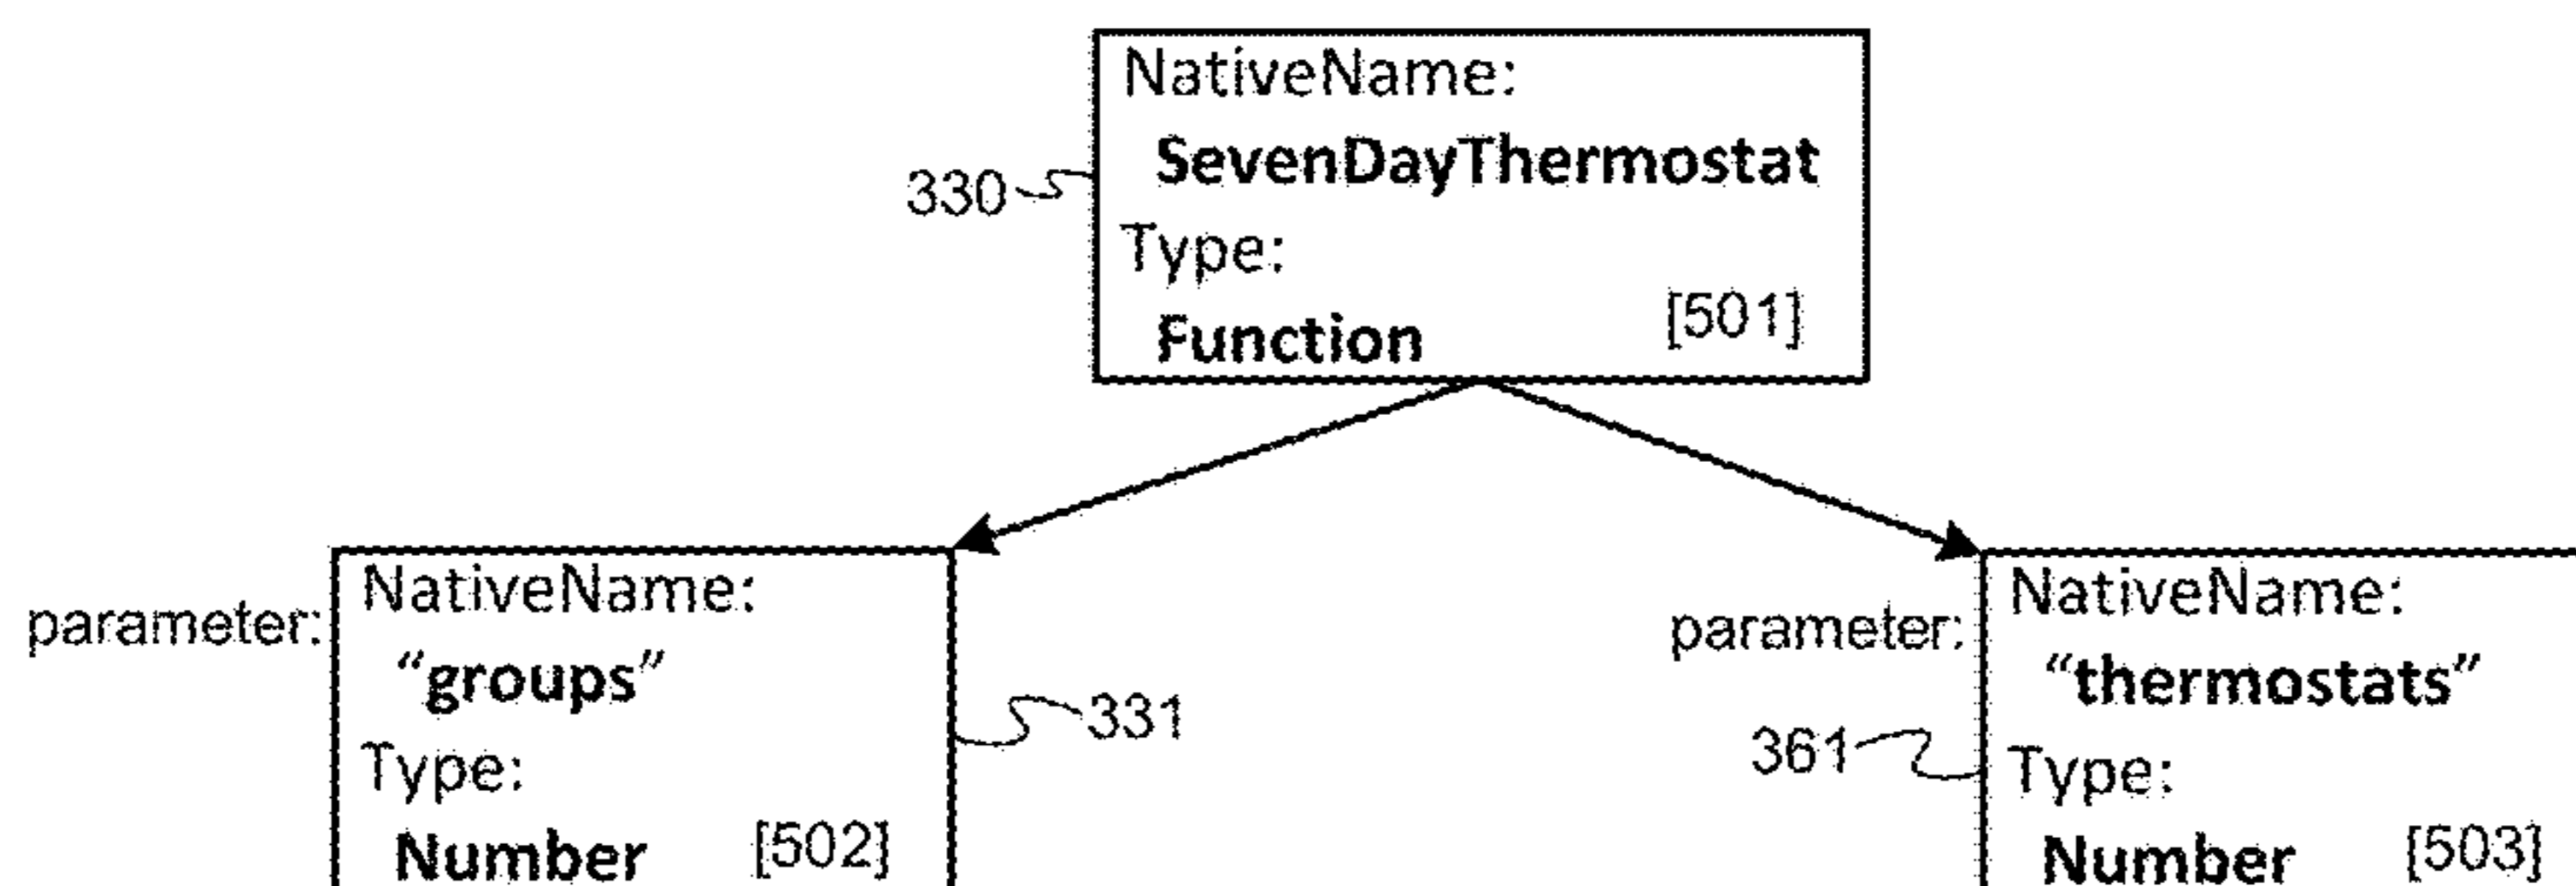 NativeName:
SevenDayThermostat
330
Type:
Function [501]
NativeName:
parameter:
"groups"
331
Type:
Number [502]
NativeName:
parameter:
"thermostats"
361
Type:
Number [503]